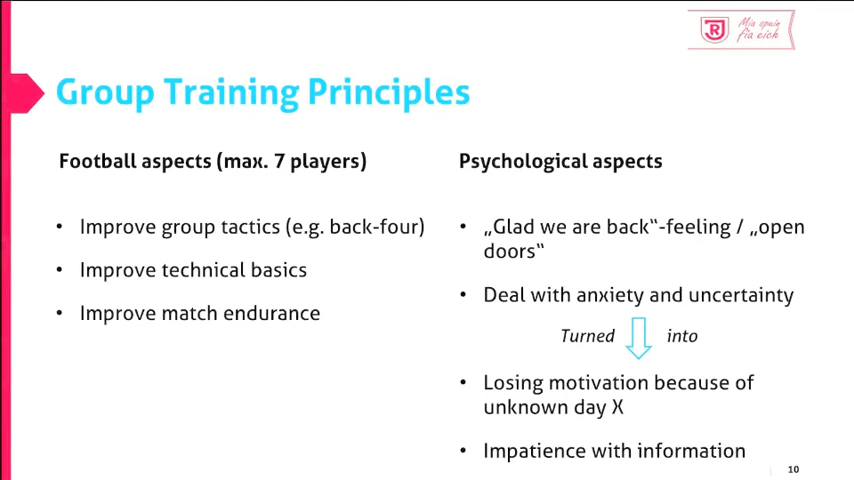 Mia spuin
fia eich
R
Group Training Principles
Football aspects (max. 7 players)
• Improve group tactics (e.g. back-four)
• Improve technical basics
• Improve match endurance
Psychological aspects
• „Glad we are back“-feeling / „open
doors“
• Deal with anxiety and uncertainty
Turned into
• Losing motivation because of
unknown day X
• Impatience with information
10